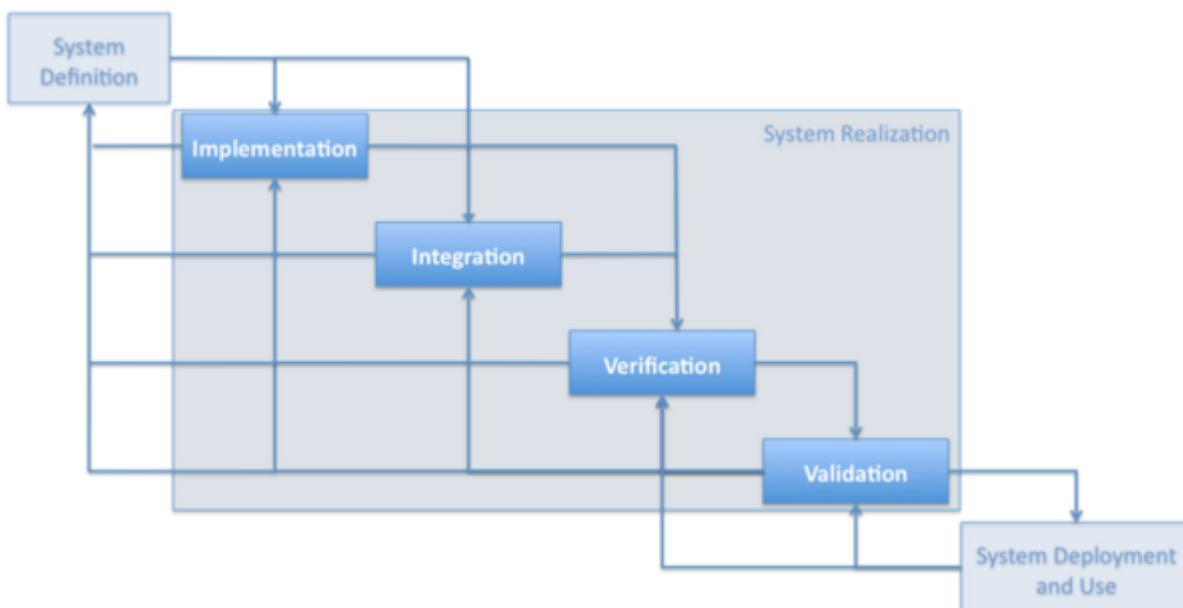 System
Definition
Implementation
System Realization
Integration
Verification
Validation
System Deployment
and Use